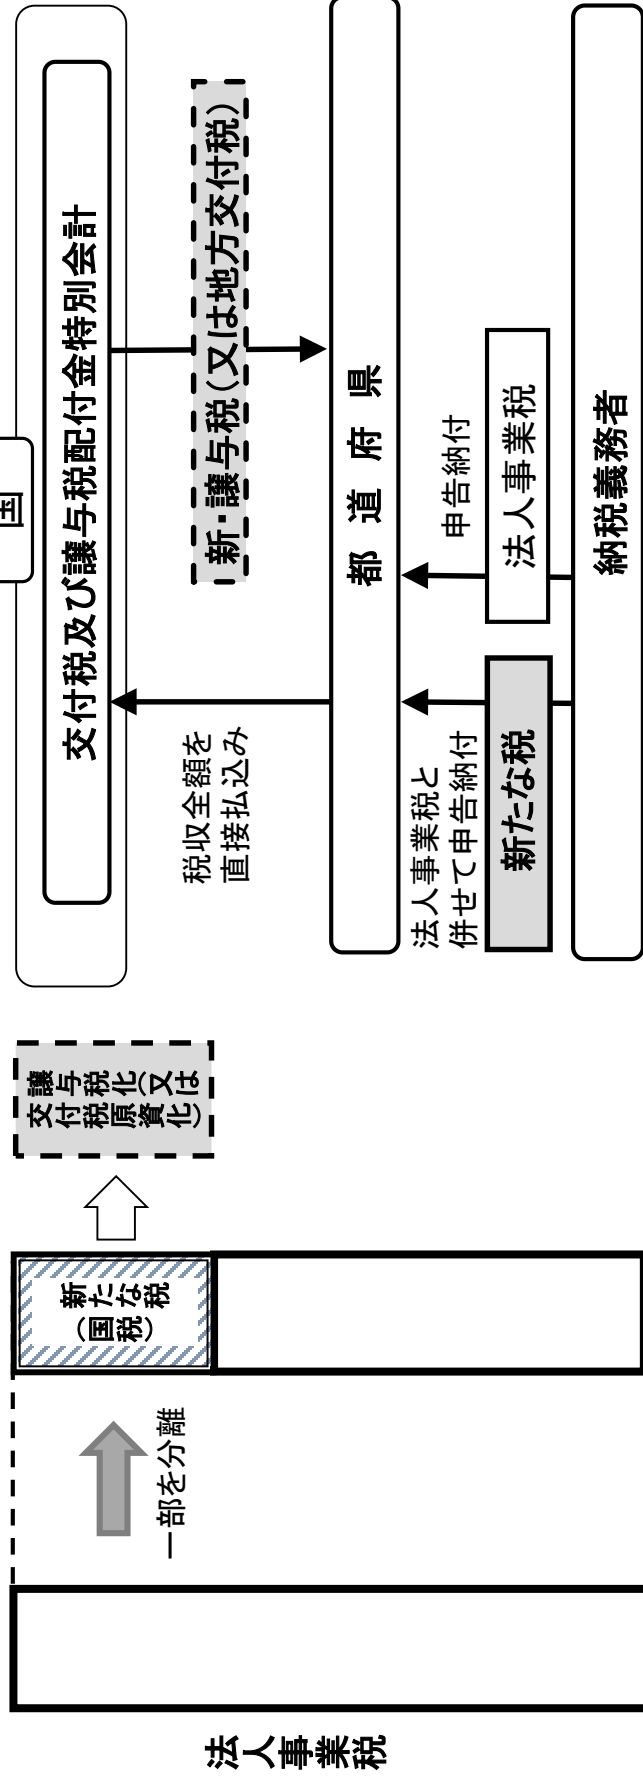 法人事業税
一部を分離
新たな税
（国税）
譲与税化（又は
交付税原資化）
国
交付税及び譲与税配付金特別会計
税収全額を
直接払込み
新・譲与税（又は地方交付税）
都道府県
法人事業税と
併せて申告納付
申告納付
新たな税
法人事業税
納税義務者